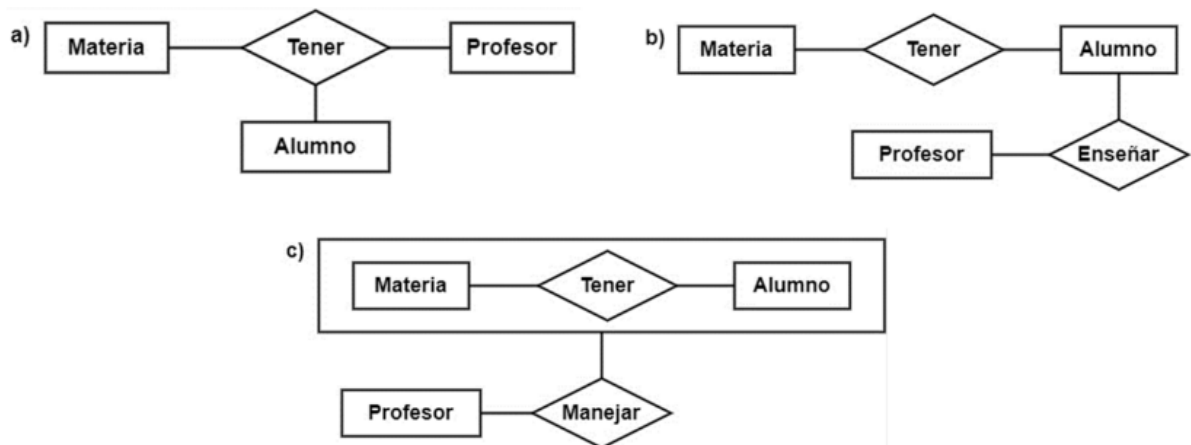 a) Materia Tener Profesor
Alumno
b) Materia Tener Alumno
Profesor Enseñar
c) Materia Tener Alumno
Profesor Manejar